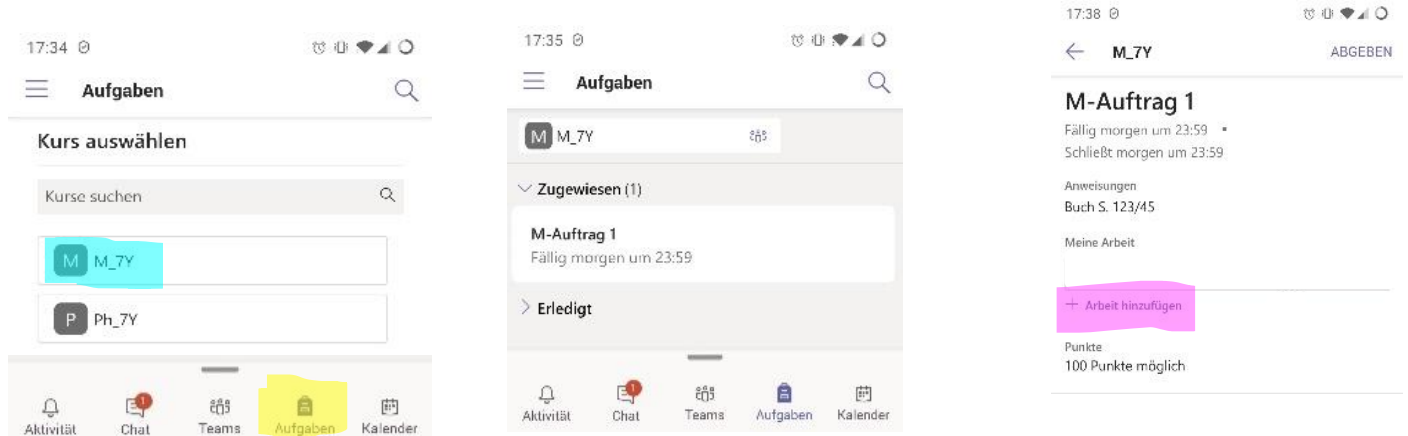 17:34
Aufgaben
Kurs auswählen
Kurse suchen
M M_7Y
P Ph_7Y
1
Aktivität Chat Teams Aufgaben Kalender
17:35
Aufgaben
M M_7Y
Zugewiesen (1)
M-Auftrag 1
Fällig morgen um 23:59
Erledigt
1
Aktivität Chat Teams Aufgaben Kalender
17:38
M_7Y ABGEBEN
M-Auftrag 1
Fällig morgen um 23:59 •
Schließt morgen um 23:59
Anweisungen
Buch S. 123/45
Meine Arbeit
+ Arbeit hinzufügen
Punkte
100 Punkte möglich